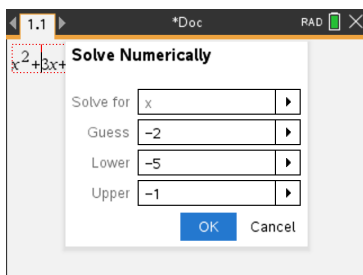 1.1 *Doc RAD
x²+3x+
Solve Numerically
Solve for x
Guess −2
Lower −5
Upper −1
OK Cancel